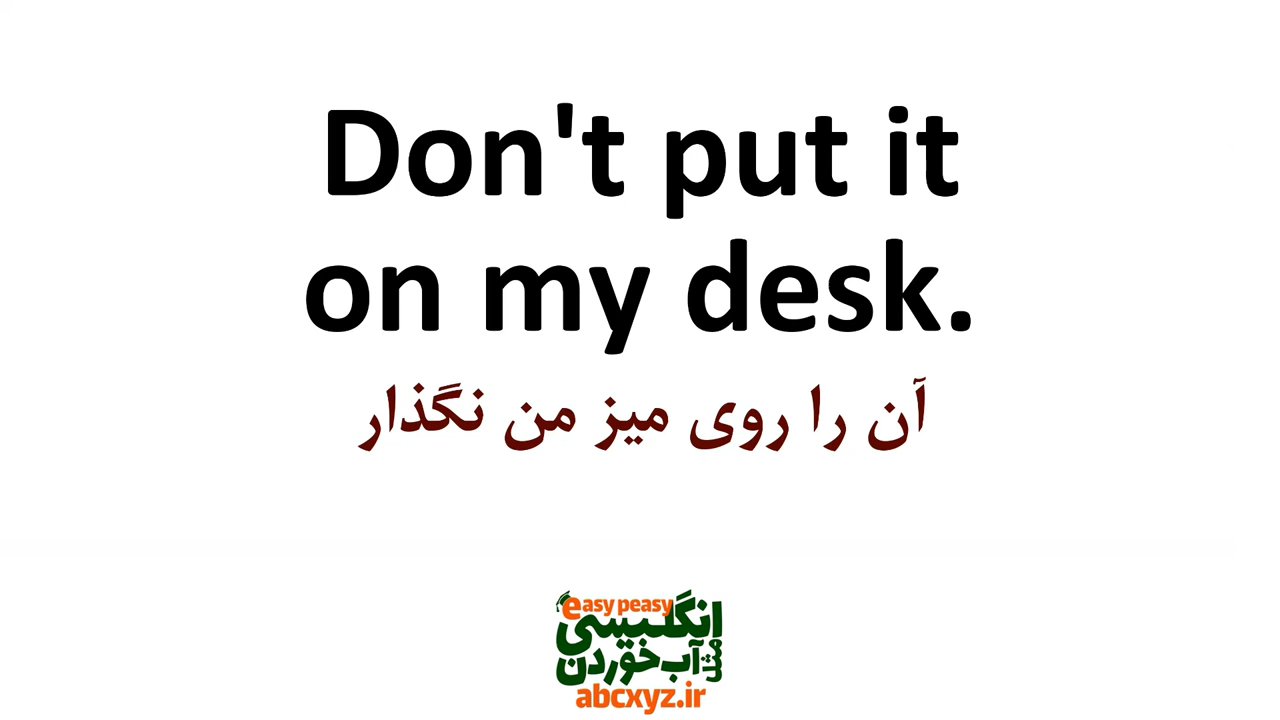 Don't put it
on my desk.
آن را روی میز من نگذار
easy peasy
انگلیسی
مثل آب خوردن
abcxyz.ir